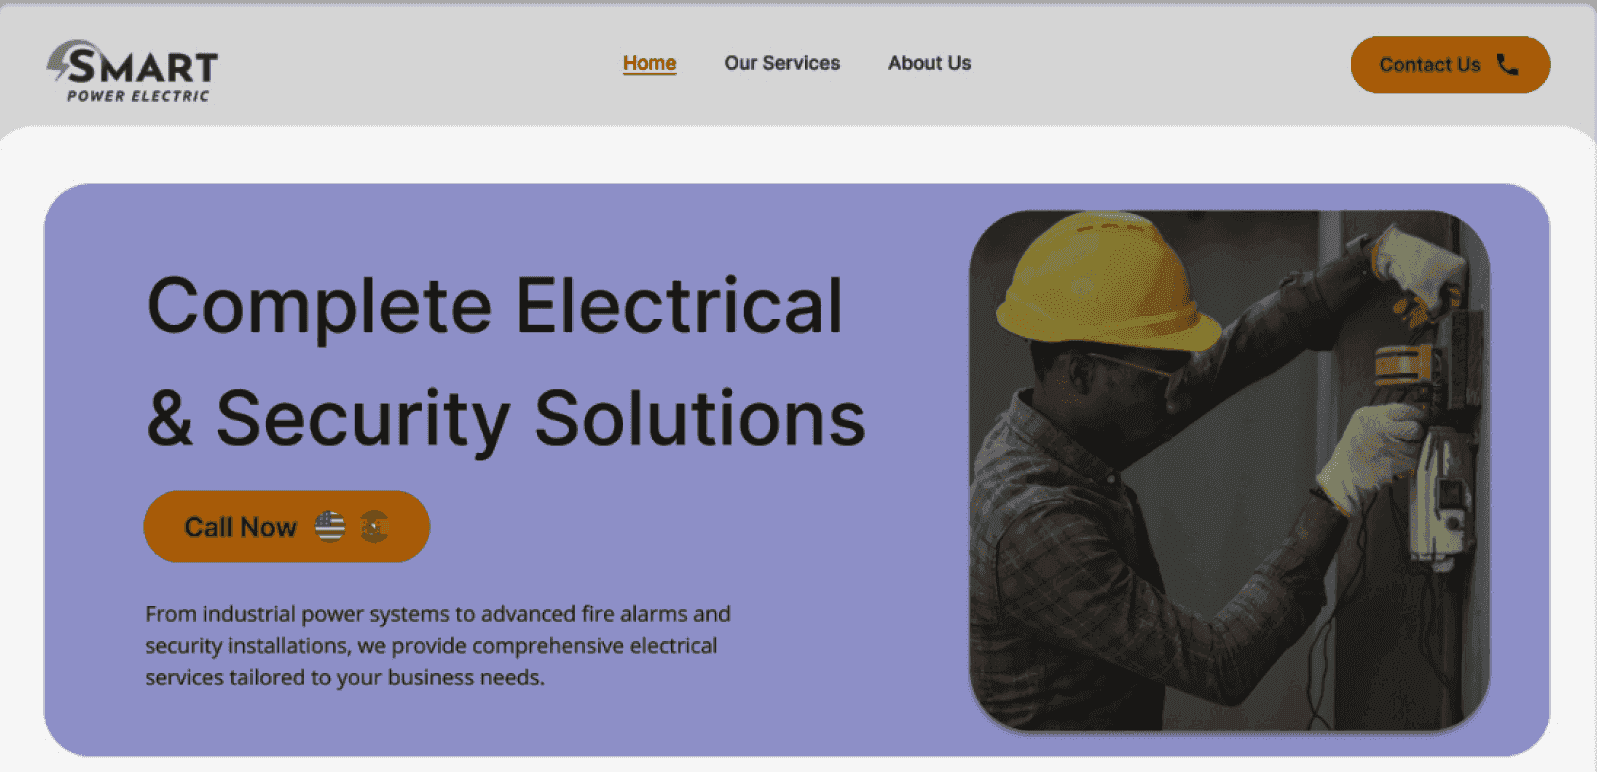 SMART
POWER ELECTRIC
Home
Our Services
About Us
Contact Us
Complete Electrical
& Security Solutions
Call Now
From industrial power systems to advanced fire alarms and
security installations, we provide comprehensive electrical
services tailored to your business needs.